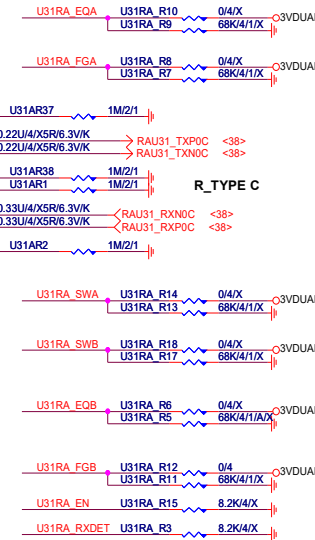 U31RA_EQA U31RA_R10 0/4/X 3VDUAL
U31RA_R9 68K/4/1/X
U31RA_FGA U31RA_R8 0/4/X 3VDUAL
U31RA_R7 68K/4/1/X
U31AR37 1M/2/1
0.22U/4/X5R/6.3V/K RAU31_TXP0C <38>
0.22U/4/X5R/6.3V/K RAU31_TXN0C <38>
U31AR38 1M/2/1
U31AR1 1M/2/1
R_TYPE C
0.33U/4/X5R/6.3V/K RAU31_RXN0C <38>
0.33U/4/X5R/6.3V/K RAU31_RXP0C <38>
U31AR2 1M/2/1
U31RA_SWA U31RA_R14 0/4/X 3VDUAL
U31RA_R13 68K/4/1/X
U31RA_SWB U31RA_R18 0/4/X 3VDUAL
U31RA_R17 68K/4/1/X
U31RA_EQB U31RA_R6 0/4/X 3VDUAL
U31RA_R5 68K/4/1/A/X
U31RA_FGB U31RA_R12 0/4 3VDUAL
U31RA_R11 68K/4/1/X
U31RA_EN U31RA_R15 8.2K/4/X
U31RA_RXDET U31RA_R3 8.2K/4/X